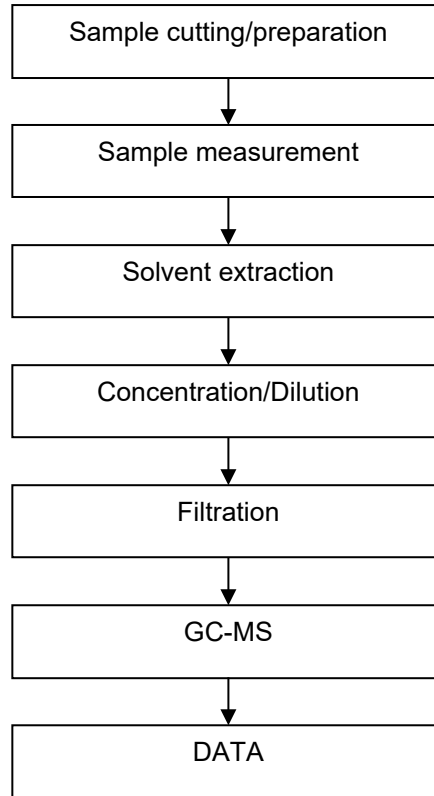 Sample cutting/preparation
Sample measurement
Solvent extraction
Concentration/Dilution
Filtration
GC-MS
DATA